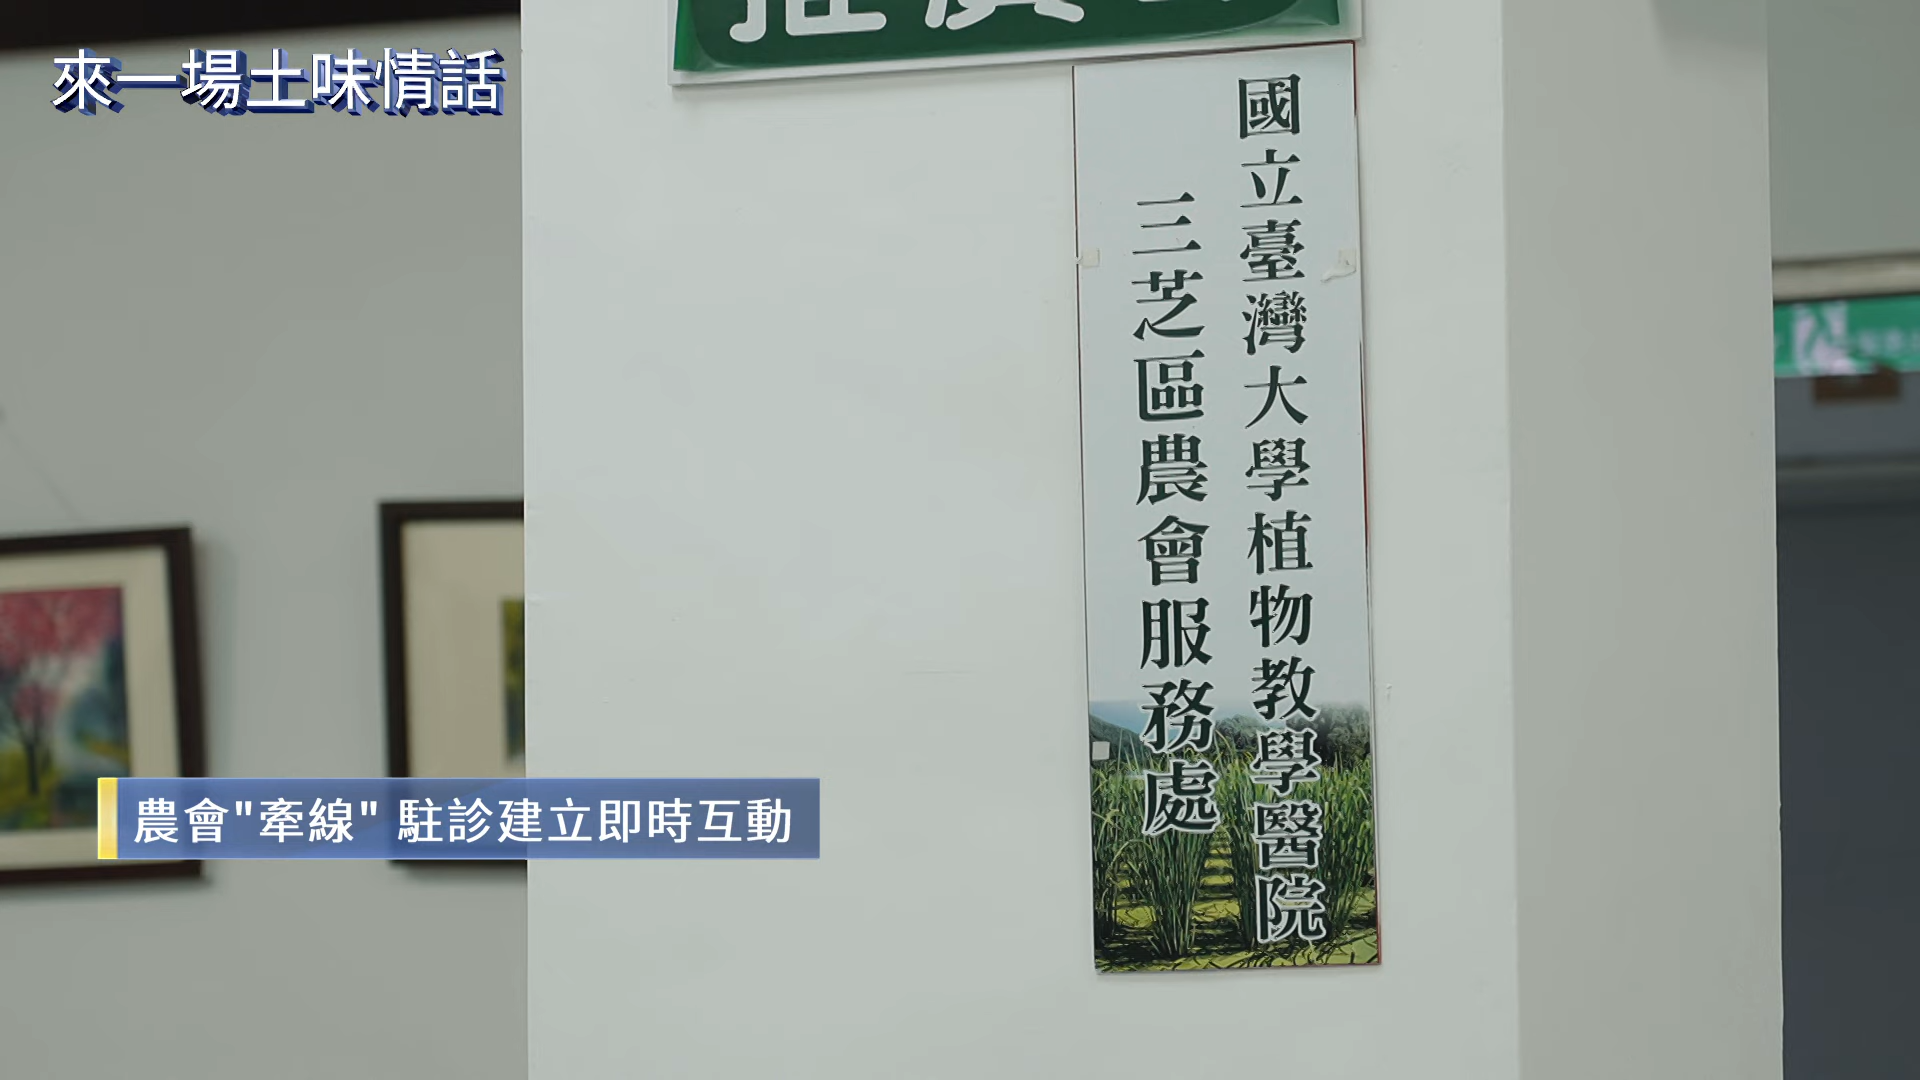 來一場土味情話
國立臺灣大學植物教學醫院
三芝區農會服務處
農會"牽線" 駐診建立即時互動